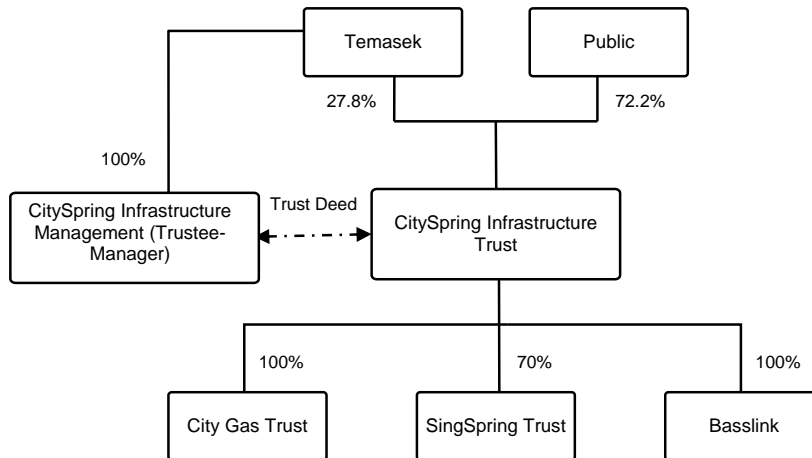 Temasek
Public
27.8%
72.2%
100%
CitySpring Infrastructure
Management (Trustee-
Manager)
Trust Deed
CitySpring Infrastructure
Trust
100%
70%
100%
City Gas Trust
SingSpring Trust
Basslink